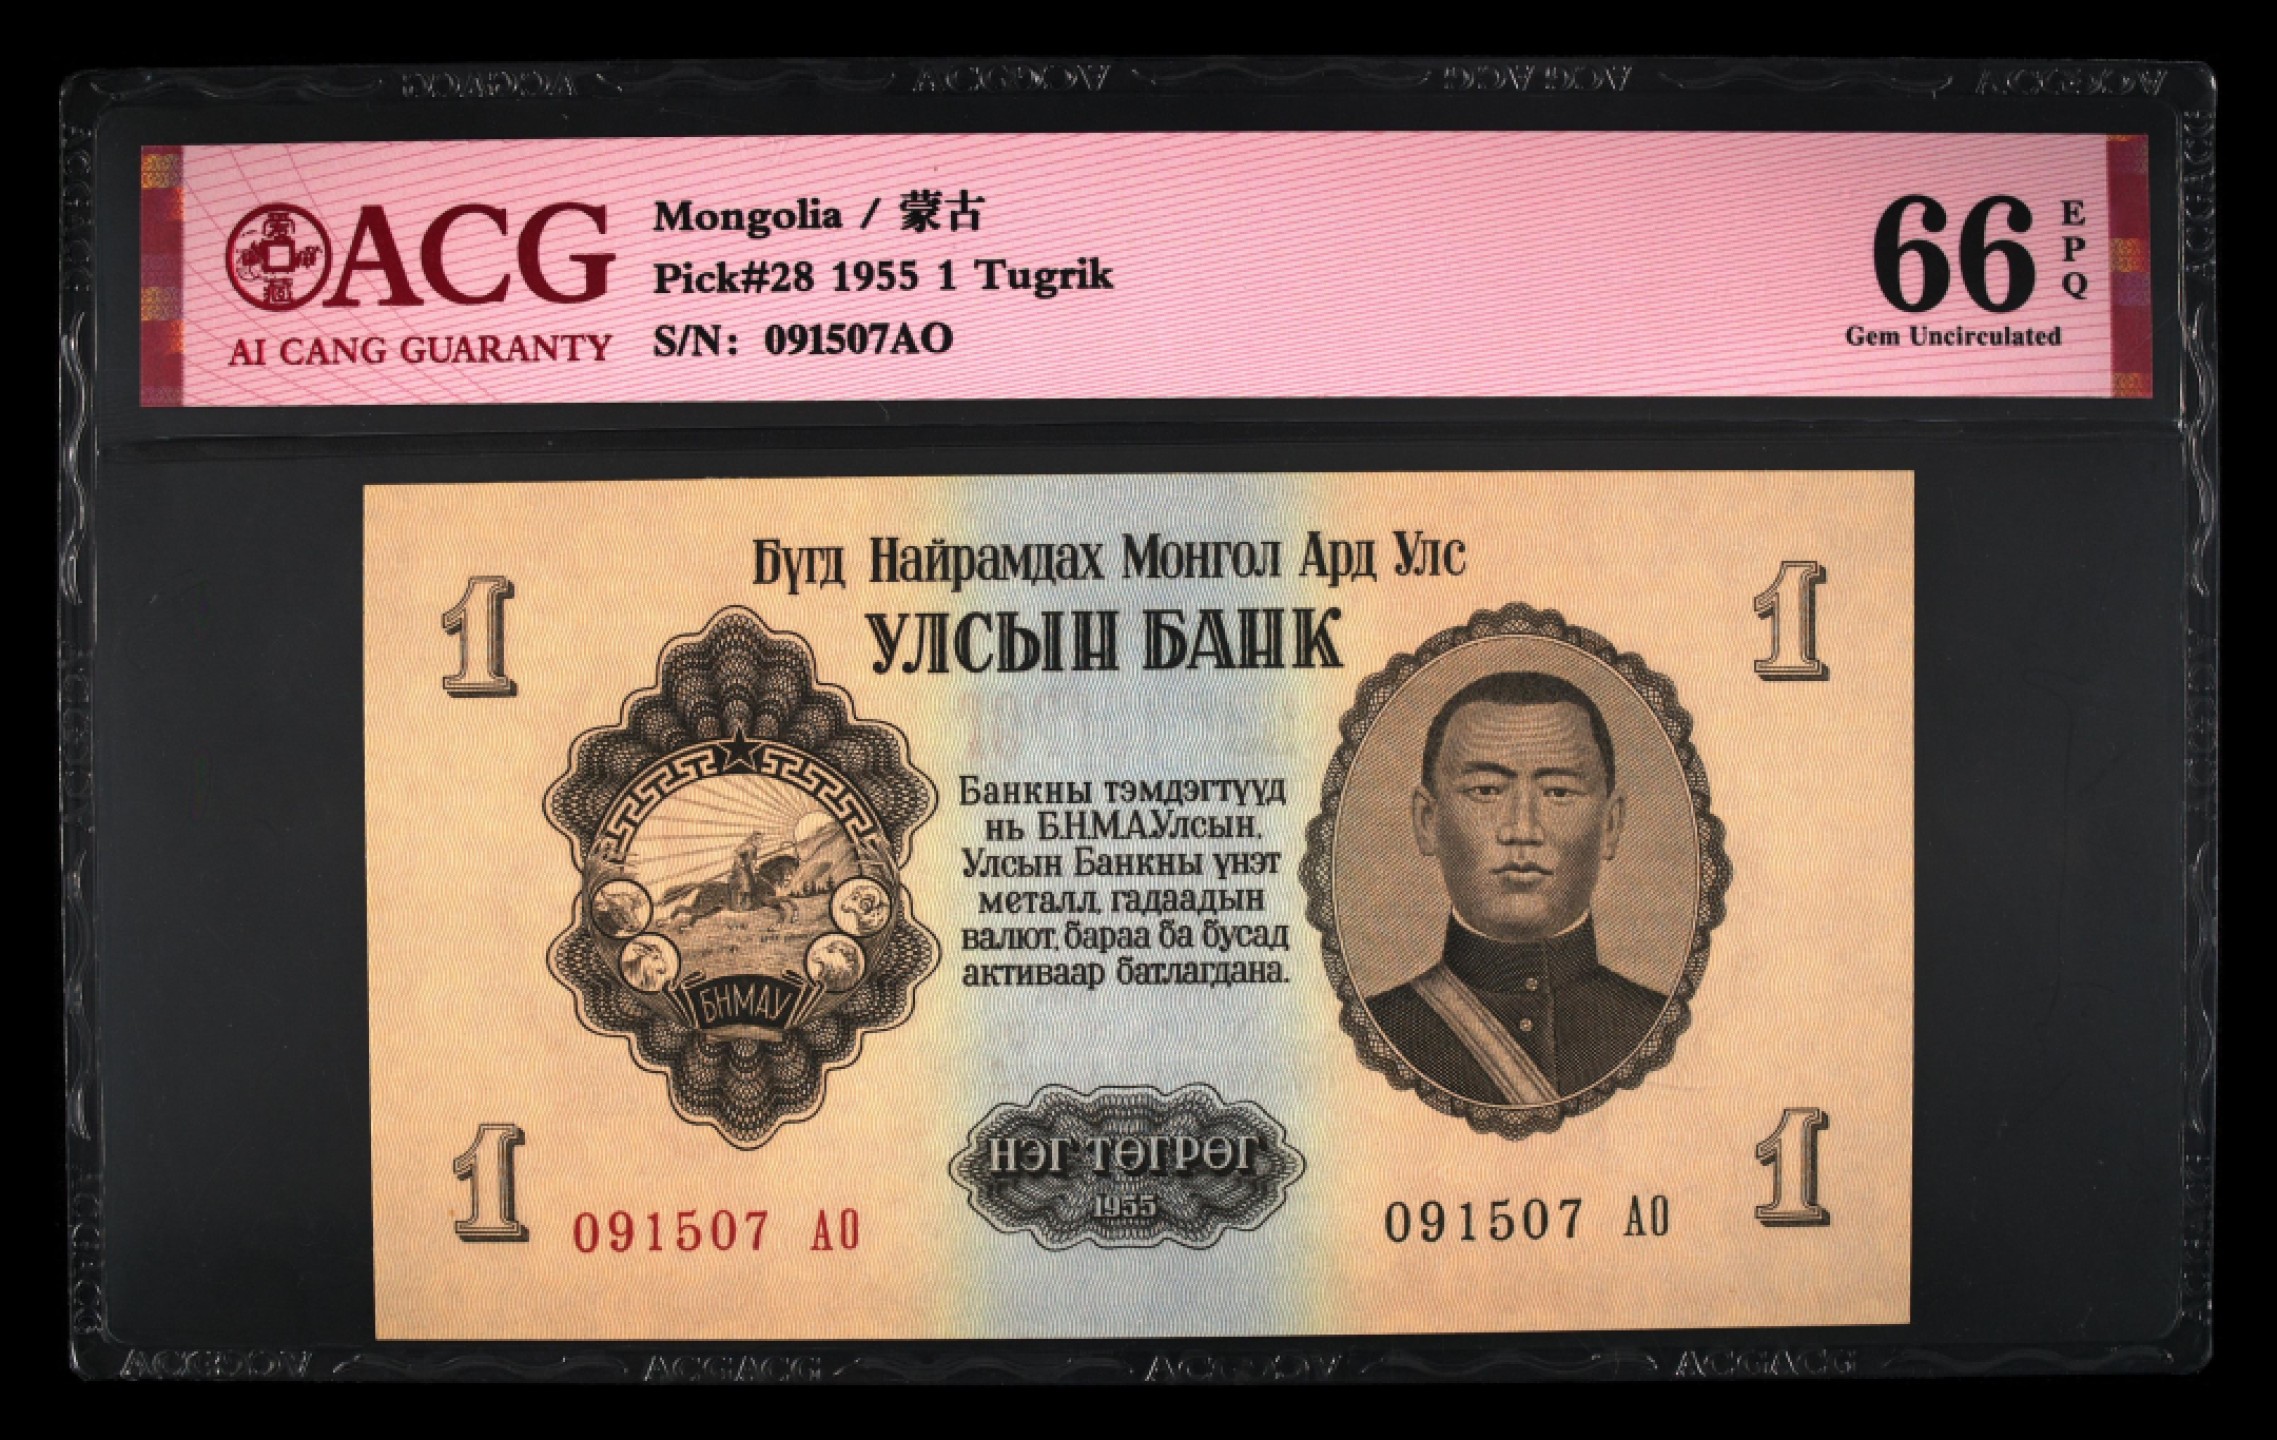 ACG
AI CANG GUARANTY
Mongolia / 蒙古
Pick#28 1955 1 Tugrik
S/N: 091507AO
66
EPQ
Gem Uncirculated
Бүгд Найрамдах Монгол Ард Улс
УЛСЫН БАНК
1
1
Банкны тэмдэгтүүд
нь Б.Н.М.А.Улсын.
Улсын Банкны үнэт
металл, гадаадын
валют, бараа ба бусад
активаар батлагдана.
БНМАУ
НЭГ ТӨГРӨГ
1955
1
091507 АО
091507 АО
1